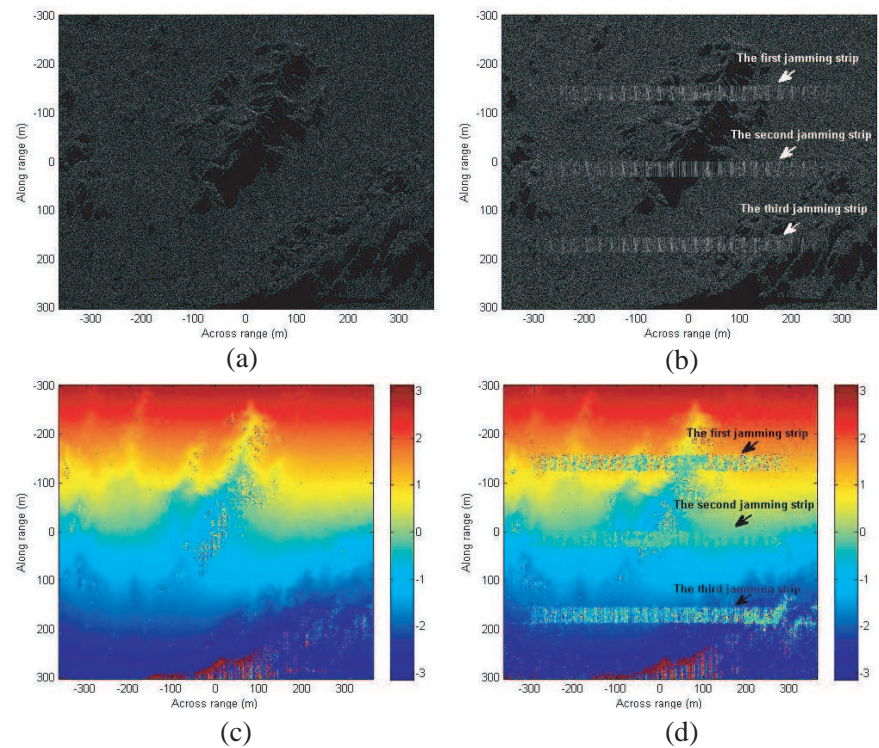 -300
-200
-100
0
100
200
300
Along range (m)
-300 -200 -100 0 100 200 300
Across range (m)
(a)
-300
-200
-100
0
100
200
300
Along range (m)
The first jamming strip
The second jamming strip
The third jamming strip
-300 -200 -100 0 100 200 300
Across range (m)
(b)
-300
-200
-100
0
100
200
300
Along range (m)
-300 -200 -100 0 100 200 300
Across range (m)
3
2
1
0
-1
-2
-3
(c)
-300
-200
-100
0
100
200
300
Along range (m)
The first jamming strip
The second jamming strip
The third jamming strip
-300 -200 -100 0 100 200 300
Across range (m)
3
2
1
0
-1
-2
-3
(d)